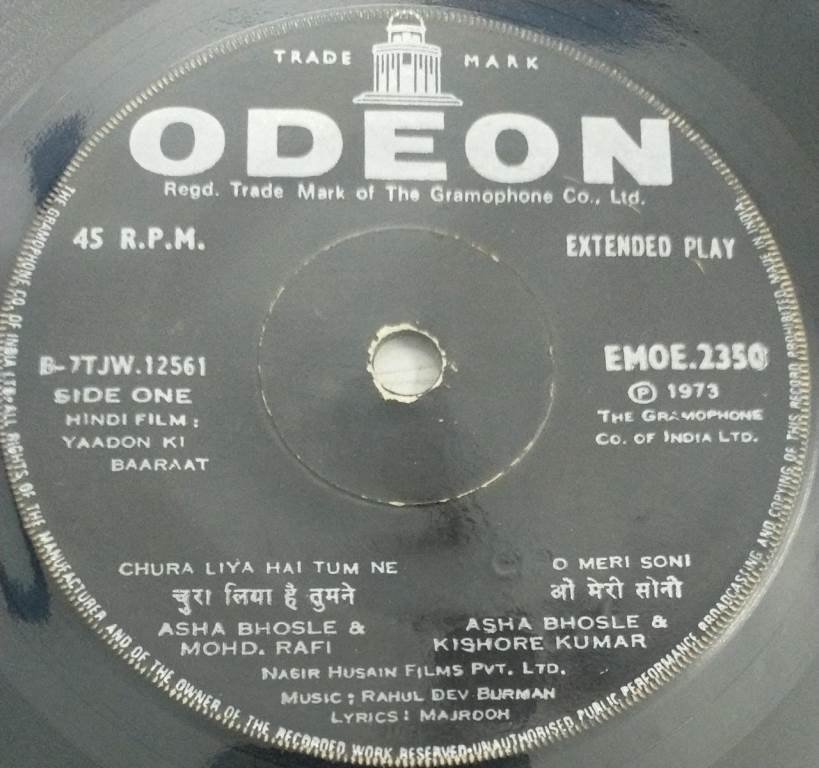 TRADE MARK
ODEON
Regd. Trade Mark of The Gramophone Co., Ltd.
45 R.P.M.
EXTENDED PLAY
B-7TJW.12561
SIDE ONE
HINDI FILM:
YAADON KI
BAARAAT
EMOE.2350
Ⓟ 1973
THE GRAMOPHONE
CO. OF INDIA LTD.
CHURA LIYA HAI TUM NE
चुरा लिया है तुमने
ASHA BHOSLE &
MOHD. RAFI
O MERI SONI
ओ मेरी सोनी
ASHA BHOSLE &
KISHORE KUMAR
NASIR HUSAIN FILMS PVT. LTD.
MUSIC: RAHUL DEV BURMAN
LYRICS: MAJROOH
THE GRAMOPHONE CO. OF INDIA LTD. ALL RIGHTS OF THE MANUFACTURER AND OF THE OWNER OF THE RECORDED WORK RESERVED-UNAUTHORISED PUBLIC PERFORMANCE BROADCASTING AND COPYING OF THIS RECORD PROHIBITED. MADE IN INDIA